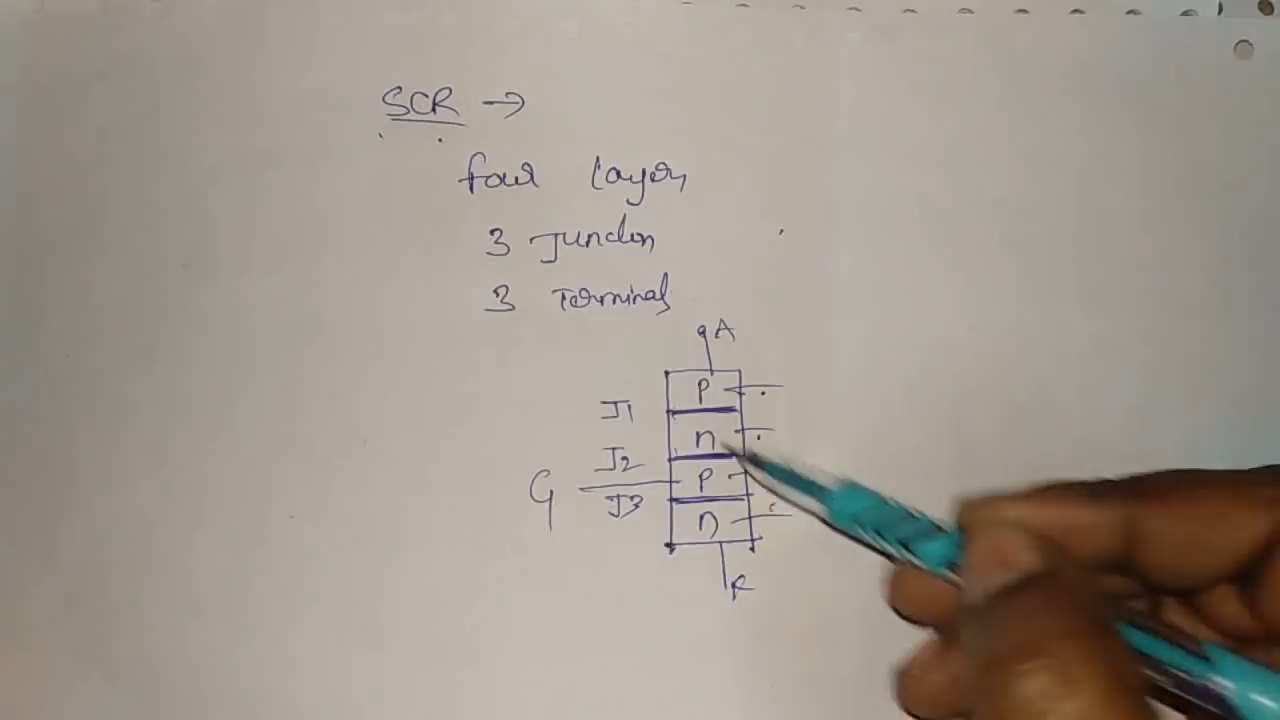 SCR →
four layer,
3 Junction
3 Terminal
A
P
J1
n
J2
G
P
J3
n
K